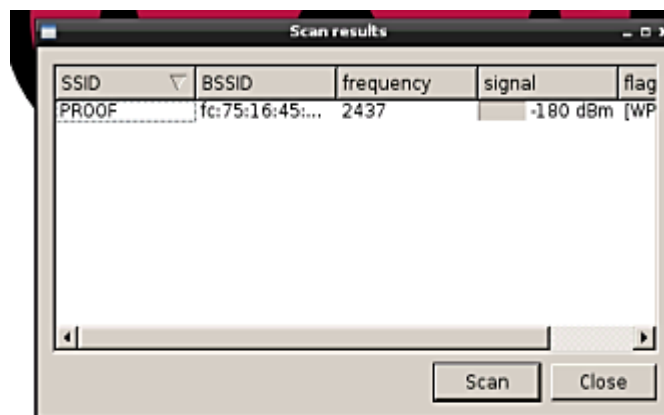 Scan results
SSID BSSID frequency signal flag
PROOF fc:75:16:45:... 2437 -180 dBm [WP
Scan Close